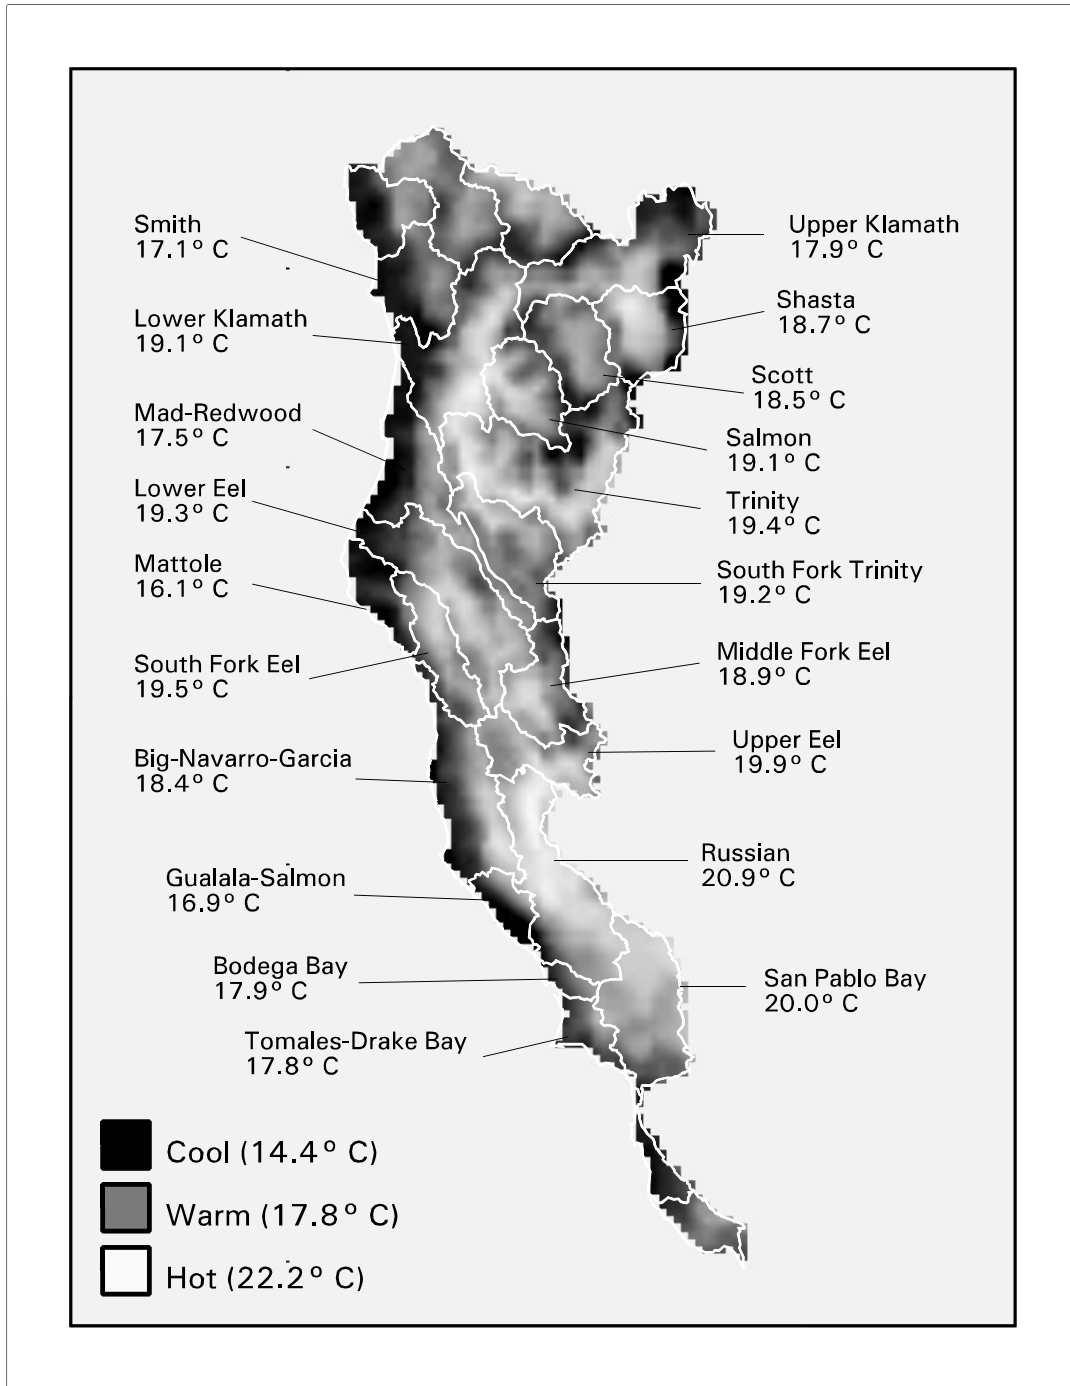 Smith
17.1° C
Lower Klamath
19.1° C
Mad-Redwood
17.5° C
Lower Eel
19.3° C
Mattole
16.1° C
South Fork Eel
19.5° C
Big-Navarro-Garcia
18.4° C
Gualala-Salmon
16.9° C
Bodega Bay
17.9° C
Tomales-Drake Bay
17.8° C
Upper Klamath
17.9° C
Shasta
18.7° C
Scott
18.5° C
Salmon
19.1° C
Trinity
19.4° C
South Fork Trinity
19.2° C
Middle Fork Eel
18.9° C
Upper Eel
19.9° C
Russian
20.9° C
San Pablo Bay
20.0° C
Cool (14.4° C)
Warm (17.8° C)
Hot (22.2° C)